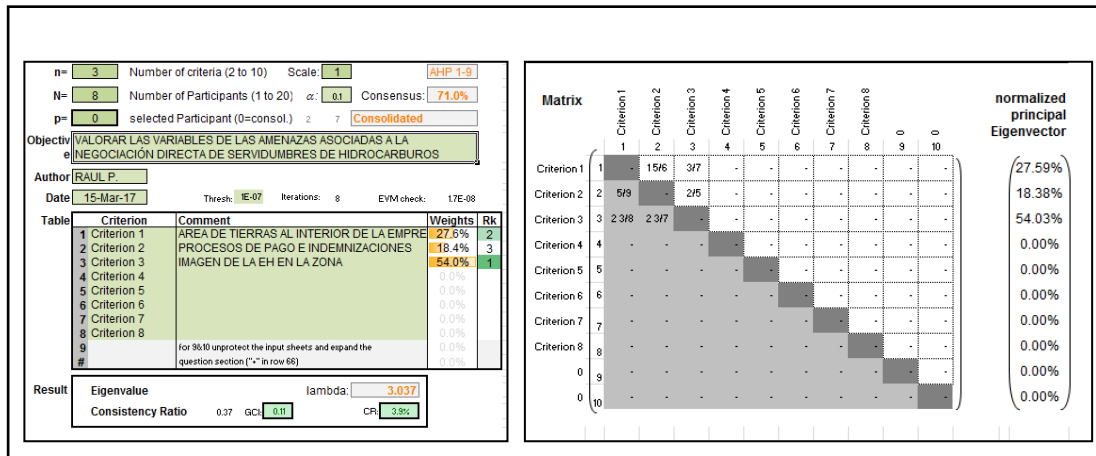 n= 3 Number of criteria (2 to 10) Scale: 1 AHP 1-9
N= 8 Number of Participants (1 to 20) α: 0.1 Consensus: 71.0%
p= 0 selected Participant (0=consol.) 2 7 Consolidated
Objectiv
e
VALORAR LAS VARIABLES DE LAS AMENAZAS ASOCIADAS A LA
NEGOCIACIÓN DIRECTA DE SERVIDUMBRES DE HIDROCARBUROS
Author RAUL P.
Date 15-Mar-17 Thresh: 1E-07 Iterations: 8 EVM check: 1.7E-08
Table Criterion Comment Weights Rk
1 Criterion 1 AREA DE TIERRAS AL INTERIOR DE LA EMPRE 27.6% 2
2 Criterion 2 PROCESOS DE PAGO E INDEMNIZACIONES 18.4% 3
3 Criterion 3 IMAGEN DE LA EH EN LA ZONA 54.0% 1
4 Criterion 4 0.0%
5 Criterion 5 0.0%
6 Criterion 6 0.0%
7 Criterion 7 0.0%
8 Criterion 8 0.0%
9 for 9&10 unprotect the input sheets and expand the 0.0%
# question section ("+" in row 66) 0.0%
Result Eigenvalue lambda: 3.037
Consistency Ratio 0.37 GCI: 0.11 CR: 3.9%
Matrix
Criterion 1 Criterion 2 Criterion 3 Criterion 4 Criterion 5 Criterion 6 Criterion 7 Criterion 8 0 0
1 2 3 4 5 6 7 8 9 10
normalized
principal
Eigenvector
Criterion 1 1 - 1 5/6 3/7 - - - - - - - 27.59%
Criterion 2 2 5/9 - 2/5 - - - - - - - 18.38%
Criterion 3 3 2 3/8 2 3/7 - - - - - - - - 54.03%
Criterion 4 4 - - - - - - - - - - 0.00%
Criterion 5 5 - - - - - - - - - - 0.00%
Criterion 6 6 - - - - - - - - - - 0.00%
Criterion 7 7 - - - - - - - - - - 0.00%
Criterion 8 8 - - - - - - - - - - 0.00%
0 9 - - - - - - - - - - 0.00%
0 10 - - - - - - - - - - 0.00%